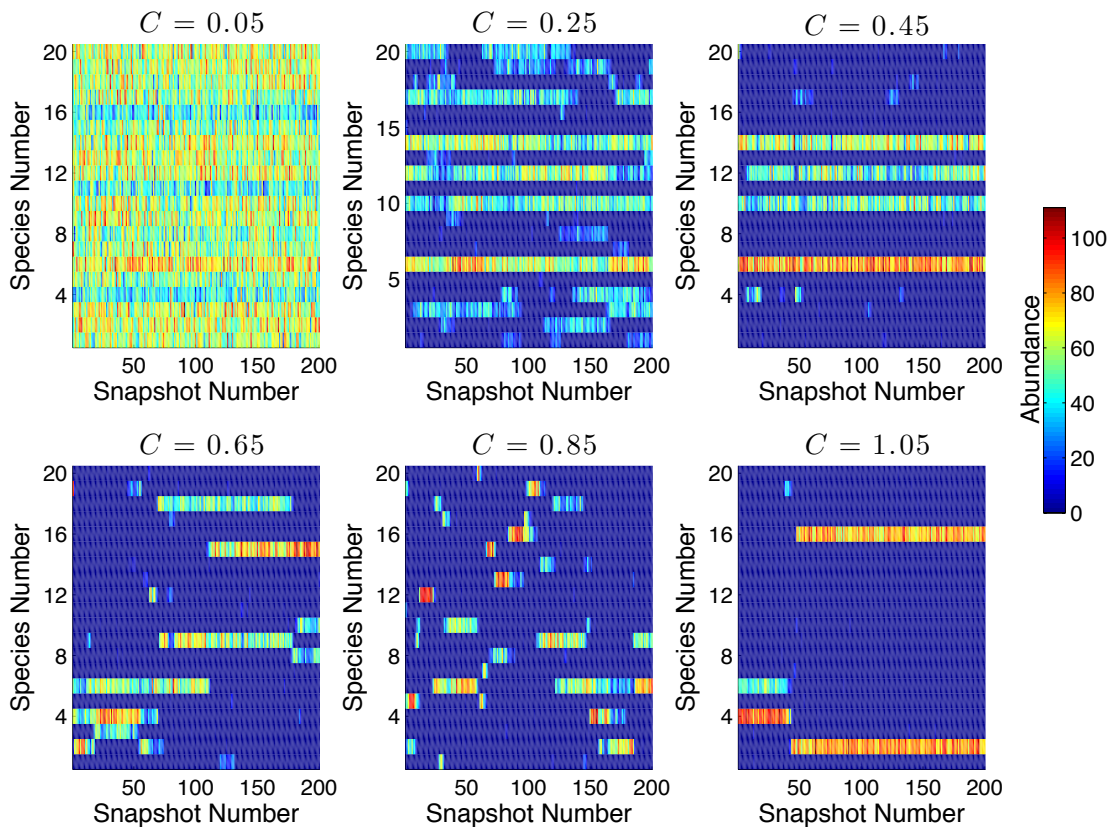 C = 0.05
C = 0.25
C = 0.45
20
16
12
8
4
Species Number
50 100 150 200
Snapshot Number
20
15
10
5
Species Number
50 100 150 200
Snapshot Number
20
16
12
8
4
Species Number
50 100 150 200
Snapshot Number
100
80
60
40
20
0
Abundance
C = 0.65
C = 0.85
C = 1.05
20
16
12
8
4
Species Number
50 100 150 200
Snapshot Number
20
16
12
8
4
Species Number
50 100 150 200
Snapshot Number
20
16
12
8
4
Species Number
50 100 150 200
Snapshot Number